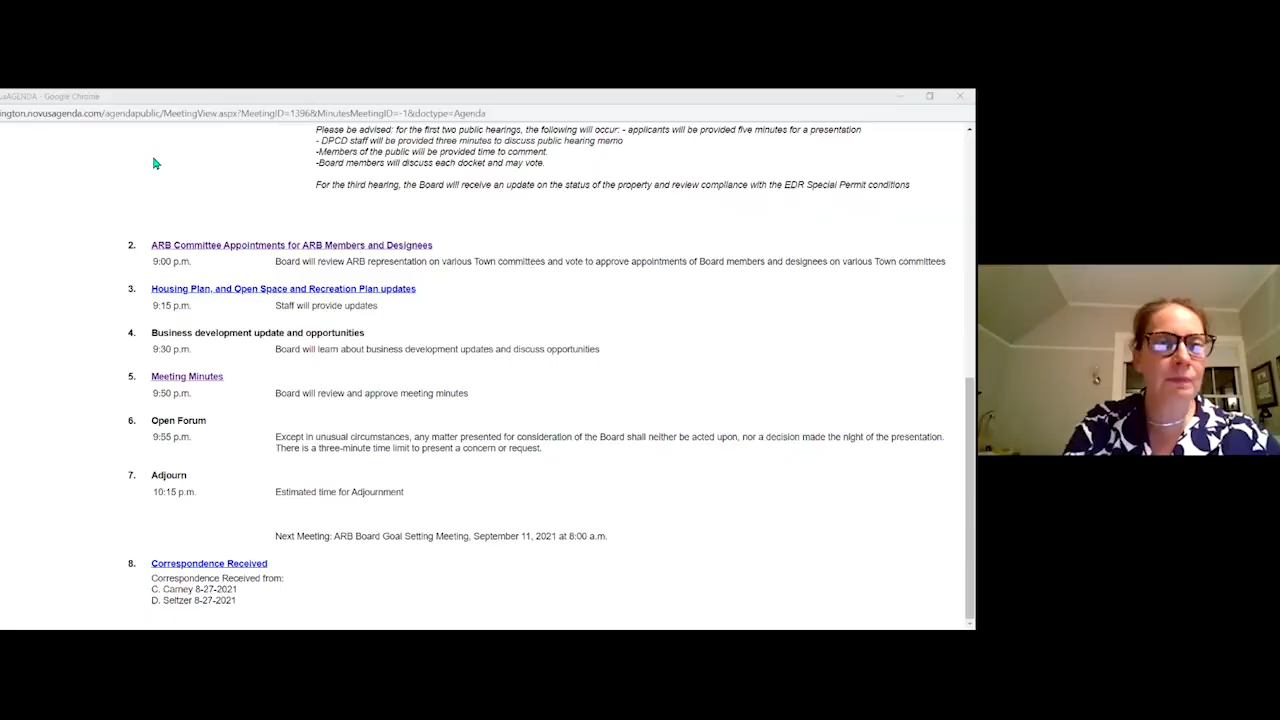 uxAGENDA - Google Chrome
ington.novusagenda.com/agendapublic/MeetingView.aspx?MeetingID=1396&MinutesMeetingID=-1&doctype=Agenda
Please be advised: for the first two public hearings, the following will occur: - applicants will be provided five minutes for a presentation
- DPCD staff will be provided three minutes to discuss public hearing memo
-Members of the public will be provided time to comment.
-Board members will discuss each docket and may vote.
For the third hearing, the Board will receive an update on the status of the property and review compliance with the EDR Special Permit conditions
2. ARB Committee Appointments for ARB Members and Designees
9:00 p.m. Board will review ARB representation on various Town committees and vote to approve appointments of Board members and designees on various Town committees
3. Housing Plan, and Open Space and Recreation Plan updates
9:15 p.m. Staff will provide updates
4. Business development update and opportunities
9:30 p.m. Board will learn about business development updates and discuss opportunities
5. Meeting Minutes
9:50 p.m. Board will review and approve meeting minutes
6. Open Forum
9:55 p.m. Except in unusual circumstances, any matter presented for consideration of the Board shall neither be acted upon, nor a decision made the night of the presentation.
There is a three-minute time limit to present a concern or request.
7. Adjourn
10:15 p.m. Estimated time for Adjournment
Next Meeting: ARB Board Goal Setting Meeting, September 11, 2021 at 8:00 a.m.
8. Correspondence Received
Correspondence Received from:
C. Carney 8-27-2021
D. Seltzer 8-27-2021